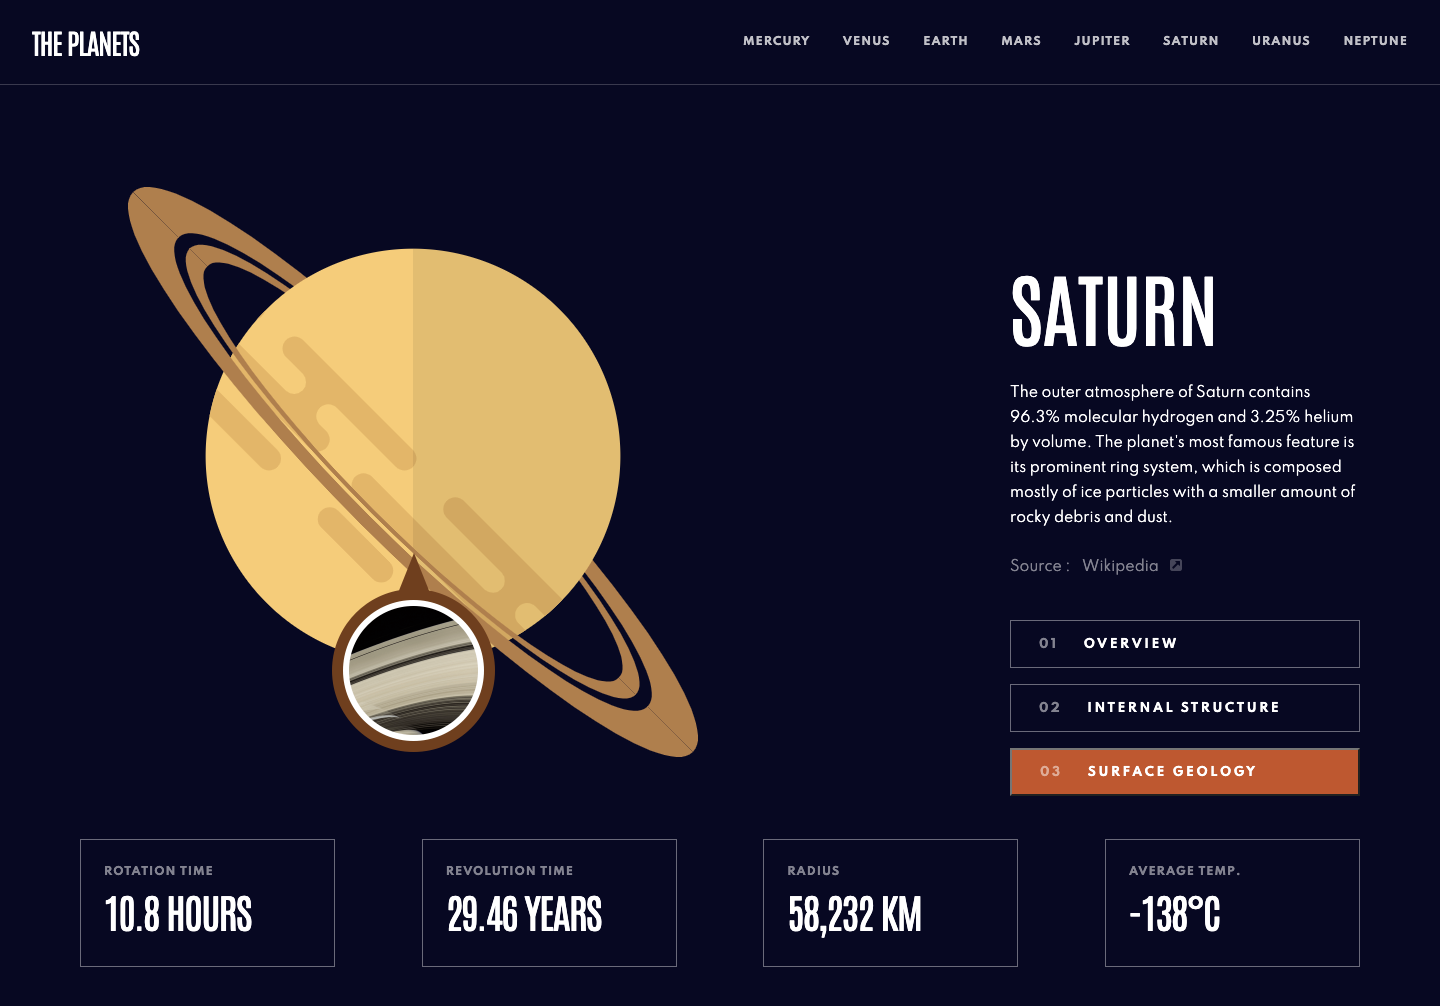 THE PLANETS
MERCURY VENUS EARTH MARS JUPITER SATURN URANUS NEPTUNE
SATURN
The outer atmosphere of Saturn contains
96.3% molecular hydrogen and 3.25% helium
by volume. The planet's most famous feature is
its prominent ring system, which is composed
mostly of ice particles with a smaller amount of
rocky debris and dust.
Source : Wikipedia
01 OVERVIEW
02 INTERNAL STRUCTURE
03 SURFACE GEOLOGY
ROTATION TIME
10.8 HOURS
REVOLUTION TIME
29.46 YEARS
RADIUS
58,232 KM
AVERAGE TEMP.
-138°C